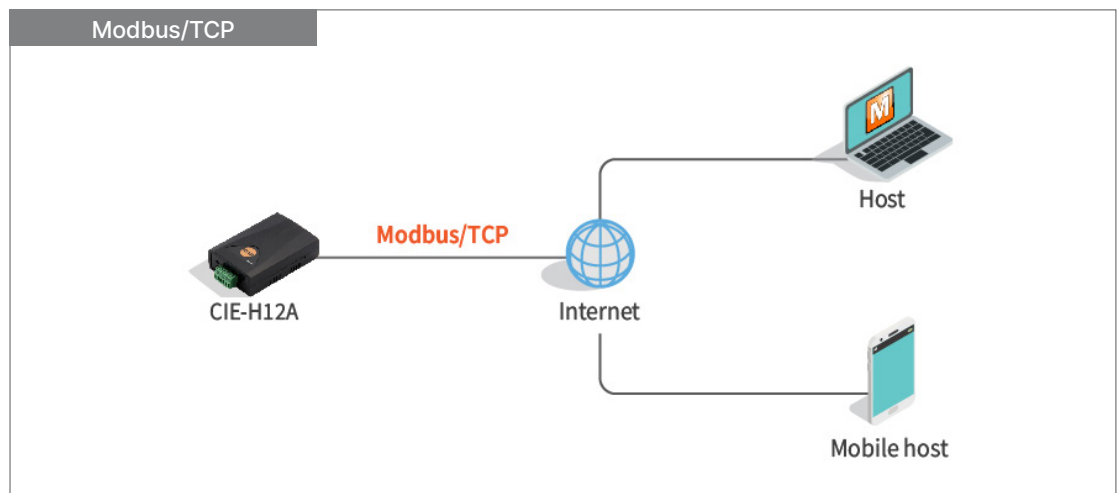 Modbus/TCP
M
Host
Modbus/TCP
CIE-H12A
Internet
Mobile host